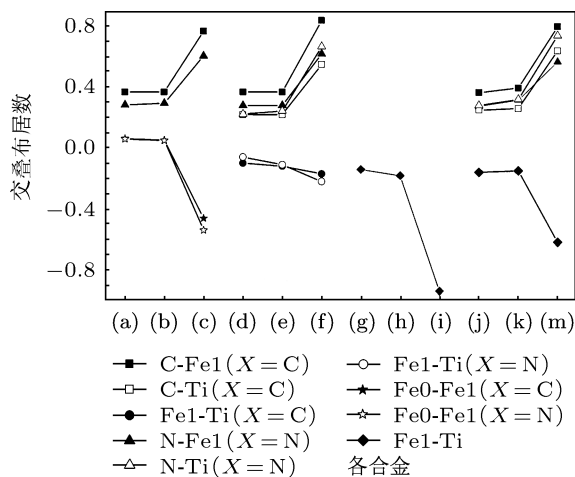 0.8
0.4
0.0
−0.4
−0.8
交叠布居数
(a) (b) (c) (d) (e) (f) (g) (h) (i) (j) (k) (m)
C-Fe1(X=C)
C-Ti(X=C)
Fe1-Ti(X=C)
N-Fe1(X=N)
N-Ti(X=N)
Fe1-Ti(X=N)
Fe0-Fe1(X=C)
Fe0-Fe1(X=N)
Fe1-Ti
各合金